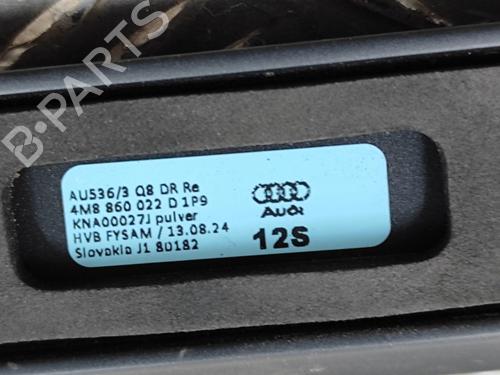 B-PARTS
AU536/3 Q8 DR Re
4M8 860 022 D 1P9
KNA00027J pulver
HVB FYSAM / 13.08.24
Slovakia J1 80182
Audi
12S